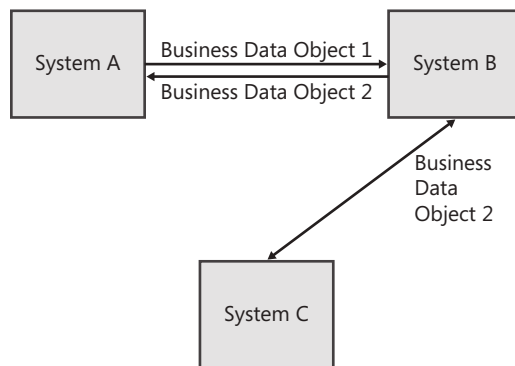 System A
Business Data Object 1
Business Data Object 2
System B
Business
Data
Object 2
System C